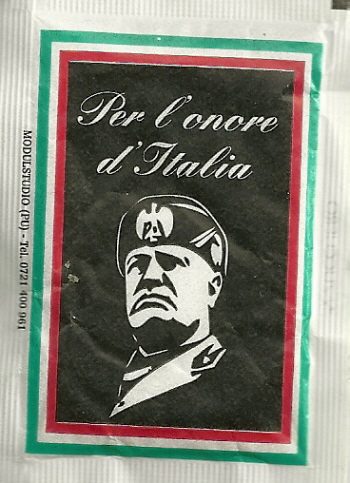 Per l'onore
d'Italia
MODULSTUDIO (PU) - Tel. 0721 400 961